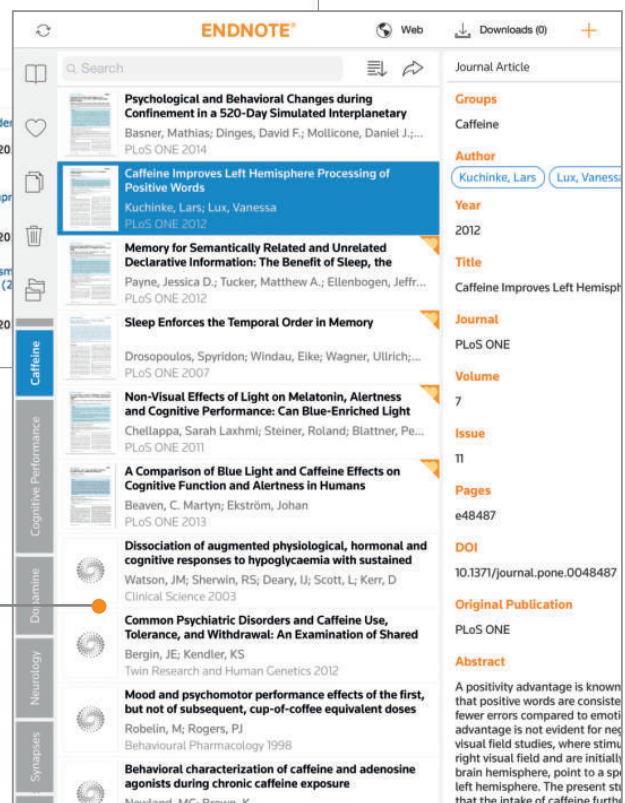 ENDNOTE®
Web
Downloads (0)
Search
Caffeine
Cognitive Performance
Dopamine
Neurology
Synapses
Psychological and Behavioral Changes during
Confinement in a 520-Day Simulated Interplanetary
Basner, Mathias; Dinges, David F.; Mollicone, Daniel J.;...
PLoS ONE 2014
Caffeine Improves Left Hemisphere Processing of
Positive Words
Kuchinke, Lars; Lux, Vanessa
PLoS ONE 2012
Memory for Semantically Related and Unrelated
Declarative Information: The Benefit of Sleep, the
Payne, Jessica D.; Tucker, Matthew A.; Ellenbogen, Jeffr...
PLoS ONE 2012
Sleep Enforces the Temporal Order in Memory
Drosopoulos, Spyridon; Windau, Eike; Wagner, Ullrich;...
PLoS ONE 2007
Non-Visual Effects of Light on Melatonin, Alertness
and Cognitive Performance: Can Blue-Enriched Light
Chellappa, Sarah Laxhmi; Steiner, Roland; Blattner, Pe...
PLoS ONE 2011
A Comparison of Blue Light and Caffeine Effects on
Cognitive Function and Alertness in Humans
Beaven, C. Martyn; Ekström, Johan
PLoS ONE 2013
Dissociation of augmented physiological, hormonal and
cognitive responses to hypoglycaemia with sustained
Watson, JM; Sherwin, RS; Deary, IJ; Scott, L; Kerr, D
Clinical Science 2003
Common Psychiatric Disorders and Caffeine Use,
Tolerance, and Withdrawal: An Examination of Shared
Bergin, JE; Kendler, KS
Twin Research and Human Genetics 2012
Mood and psychomotor performance effects of the first,
but not of subsequent, cup-of-coffee equivalent doses
Robelin, M; Rogers, PJ
Behavioural Pharmacology 1998
Behavioral characterization of caffeine and adenosine
agonists during chronic caffeine exposure
Newland, MC; Brown, K
Journal Article
Groups
Caffeine
Author
Kuchinke, Lars Lux, Vanessa
Year
2012
Title
Caffeine Improves Left Hemisph
Journal
PLoS ONE
Volume
7
Issue
11
Pages
e48487
DOI
10.1371/journal.pone.0048487
Original Publication
PLoS ONE
Abstract
A positivity advantage is known
that positive words are consiste
fewer errors compared to emoti
advantage is not evident for neg
visual field studies, where stimu
right visual field and are initially
brain hemisphere, point to a spe
left hemisphere. The present stu
that the intake of caffeine furthe